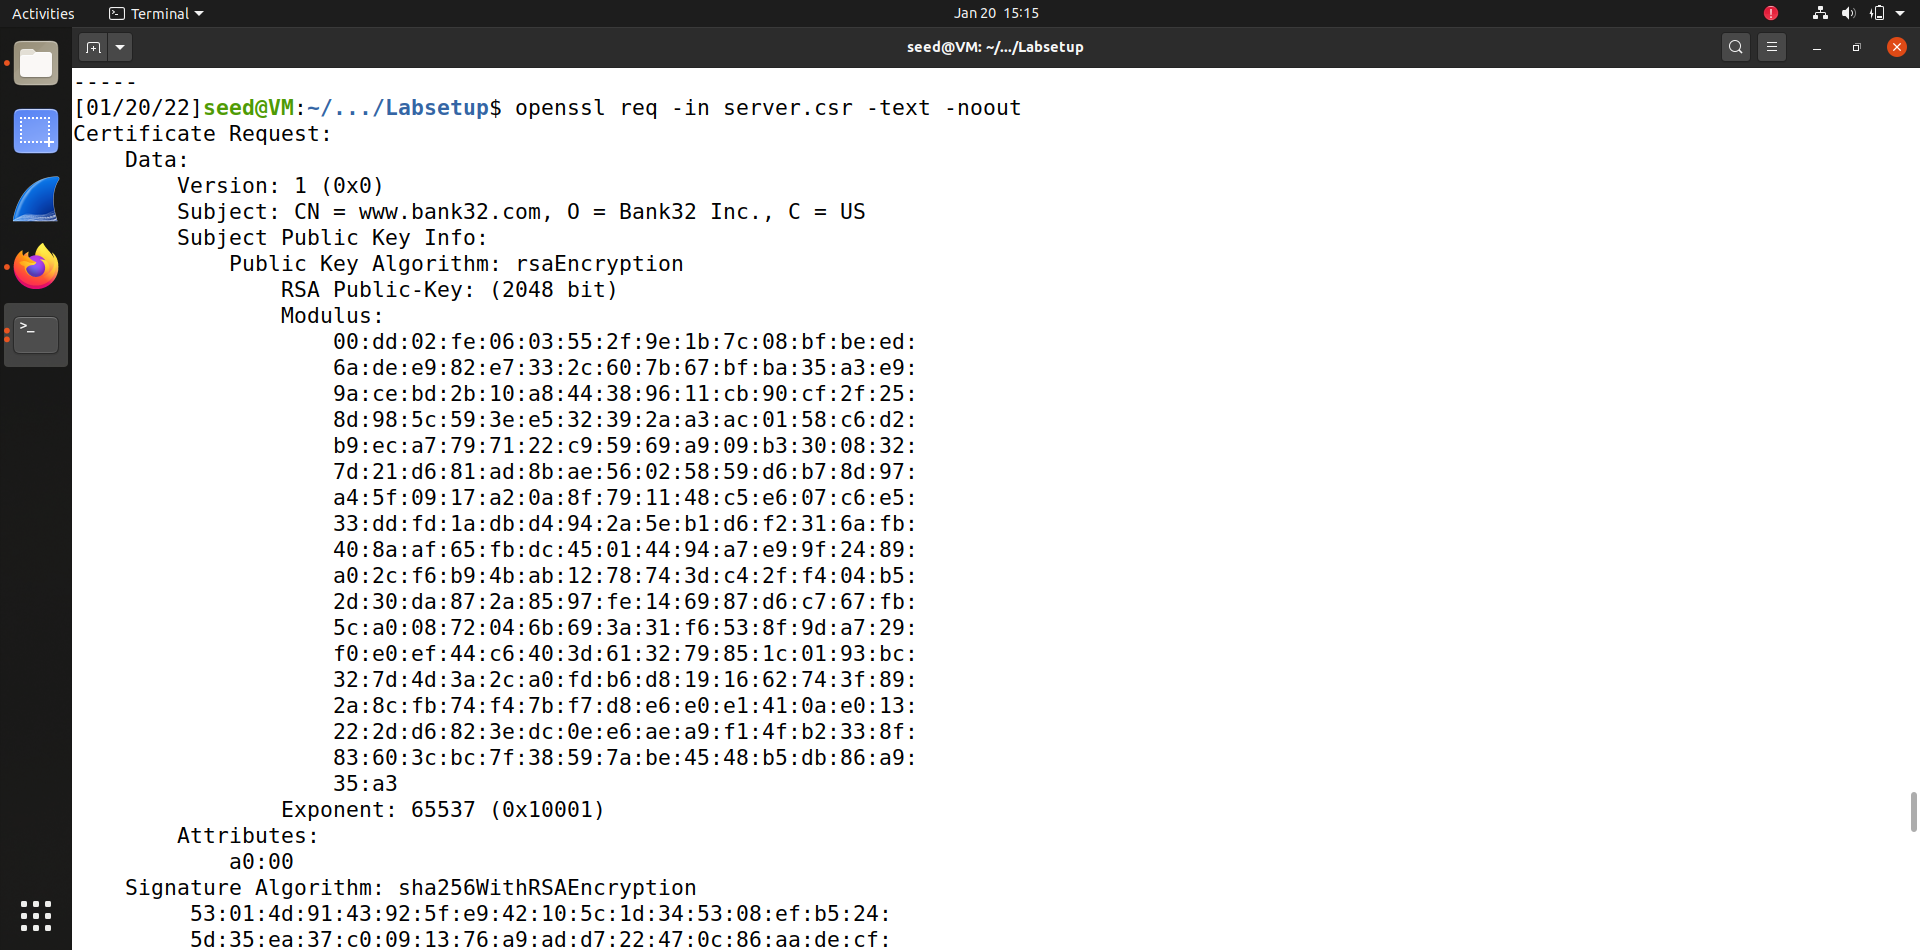 Activities Terminal Jan 20 15:15
seed@VM: ~/.../Labsetup
-----
[01/20/22]seed@VM:~/.../Labsetup$ openssl req -in server.csr -text -noout
Certificate Request:
    Data:
        Version: 1 (0x0)
        Subject: CN = www.bank32.com, O = Bank32 Inc., C = US
        Subject Public Key Info:
            Public Key Algorithm: rsaEncryption
                RSA Public-Key: (2048 bit)
                Modulus:
                    00:dd:02:fe:06:03:55:2f:9e:1b:7c:08:bf:be:ed:
                    6a:de:e9:82:e7:33:2c:60:7b:67:bf:ba:35:a3:e9:
                    9a:ce:bd:2b:10:a8:44:38:96:11:cb:90:cf:2f:25:
                    8d:98:5c:59:3e:e5:32:39:2a:a3:ac:01:58:c6:d2:
                    b9:ec:a7:79:71:22:c9:59:69:a9:09:b3:30:08:32:
                    7d:21:d6:81:ad:8b:ae:56:02:58:59:d6:b7:8d:97:
                    a4:5f:09:17:a2:0a:8f:79:11:48:c5:e6:07:c6:e5:
                    33:dd:fd:1a:db:d4:94:2a:5e:b1:d6:f2:31:6a:fb:
                    40:8a:af:65:fb:dc:45:01:44:94:a7:e9:9f:24:89:
                    a0:2c:f6:b9:4b:ab:12:78:74:3d:c4:2f:f4:04:b5:
                    2d:30:da:87:2a:85:97:fe:14:69:87:d6:c7:67:fb:
                    5c:a0:08:72:04:6b:69:3a:31:f6:53:8f:9d:a7:29:
                    f0:e0:ef:44:c6:40:3d:61:32:79:85:1c:01:93:bc:
                    32:7d:4d:3a:2c:a0:fd:b6:d8:19:16:62:74:3f:89:
                    2a:8c:fb:74:f4:7b:f7:d8:e6:e0:e1:41:0a:e0:13:
                    22:2d:d6:82:3e:dc:0e:e6:ae:a9:f1:4f:b2:33:8f:
                    83:60:3c:bc:7f:38:59:7a:be:45:48:b5:db:86:a9:
                    35:a3
                Exponent: 65537 (0x10001)
        Attributes:
            a0:00
    Signature Algorithm: sha256WithRSAEncryption
         53:01:4d:91:43:92:5f:e9:42:10:5c:1d:34:53:08:ef:b5:24:
         5d:35:ea:37:c0:09:13:76:a9:ad:d7:22:47:0c:86:aa:de:cf: